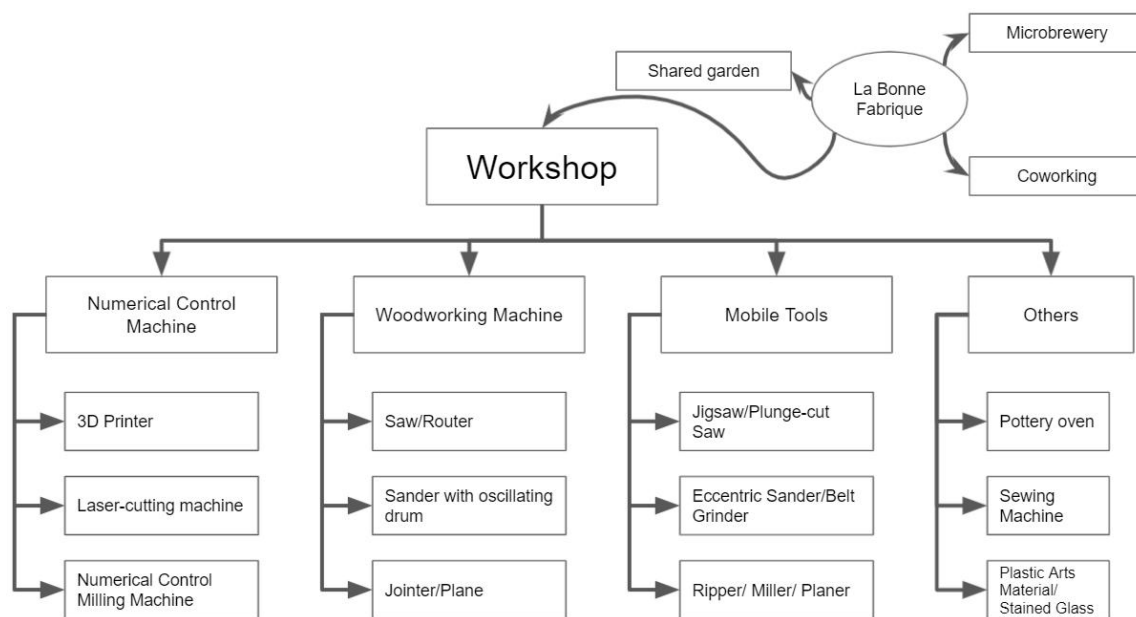 Microbrewery
Shared garden
La Bonne
Fabrique
Workshop
Coworking
Numerical Control
Machine
Woodworking Machine
Mobile Tools
Others
3D Printer
Saw/Router
Jigsaw/Plunge-cut
Saw
Pottery oven
Laser-cutting machine
Sander with oscillating
drum
Eccentric Sander/Belt
Grinder
Sewing
Machine
Numerical Control
Milling Machine
Jointer/Plane
Ripper/ Miller/ Planer
Plastic Arts
Material/
Stained Glass